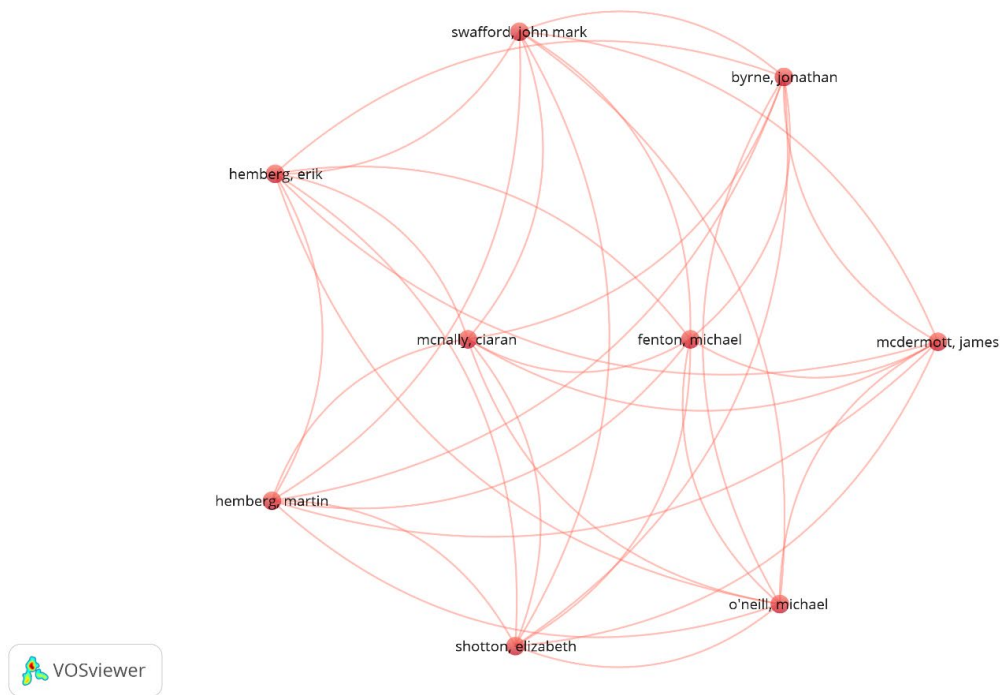 swafford, john mark
byrne, jonathan
hemberg, erik
mcnally, ciaran
fenton, michael
mcdermott, james
hemberg, martin
o'neill, michael
shotton, elizabeth
VOSviewer